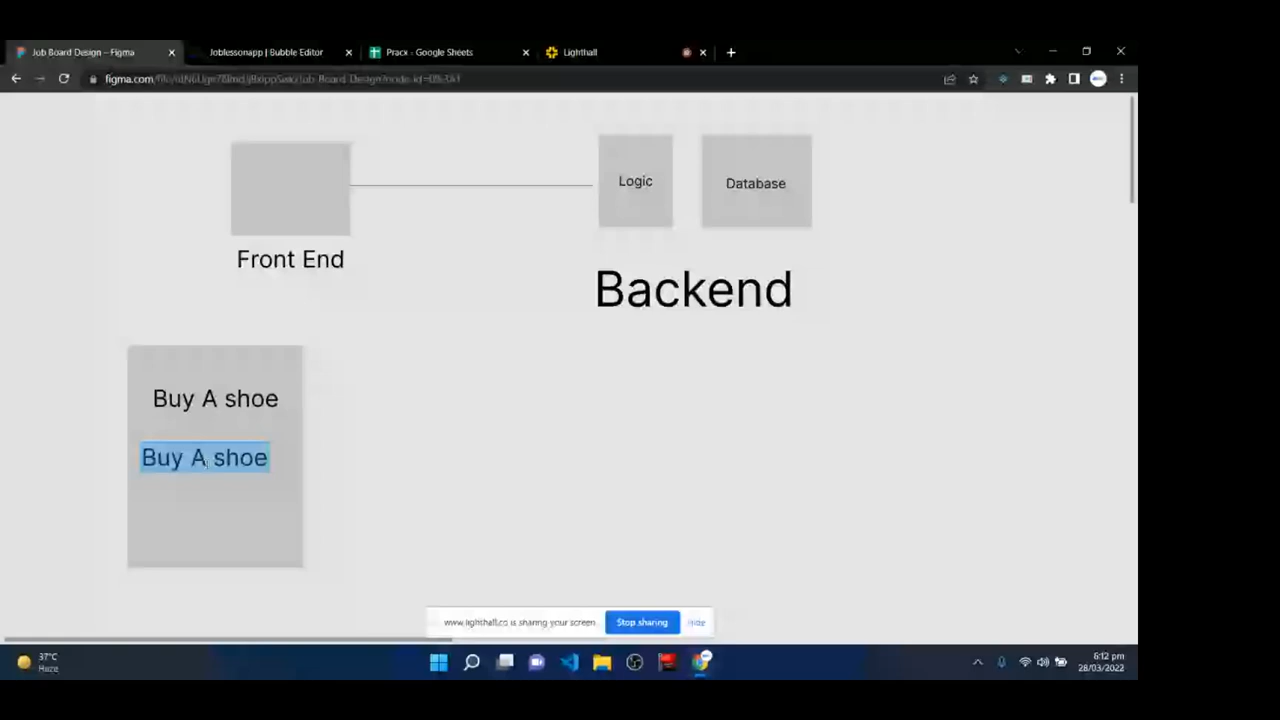 Job Board Design – Figma
Joblessonapp | Bubble Editor
Pracx - Google Sheets
Lighthall
figma.com
Logic
Database
Front End
Backend
Buy A shoe
Buy A shoe
www.lighthall.co is sharing your screen.
Stop sharing
Hide
37°C
Haze
6:12 pm
28/03/2022